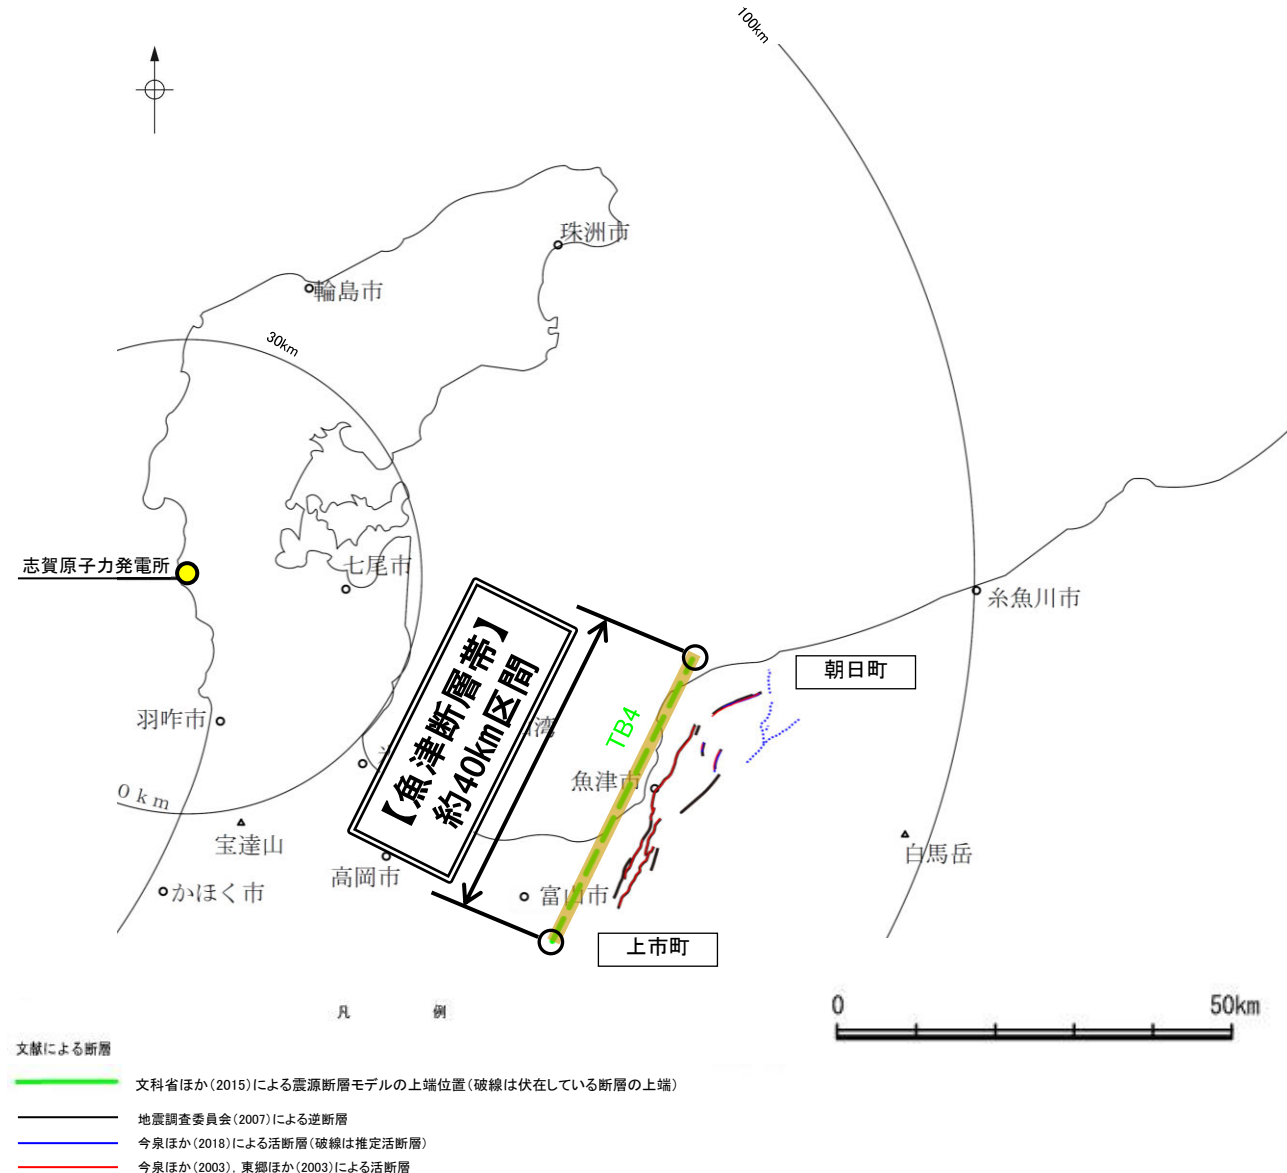 100km
珠洲市
輪島市
30km
志賀原子力発電所
七尾市
糸魚川市
朝日町
【魚津断層帯】
約40km区間
湾
TB4
羽咋市
魚津市
0km
宝達山
白馬岳
高岡市
かほく市
富山市
上市町
凡 例
0 50km
文献による断層
文科省ほか(2015)による震源断層モデルの上端位置(破線は伏在している断層の上端)
地震調査委員会(2007)による逆断層
今泉ほか(2018)による活断層(破線は推定活断層)
今泉ほか(2003),東郷ほか(2003)による活断層